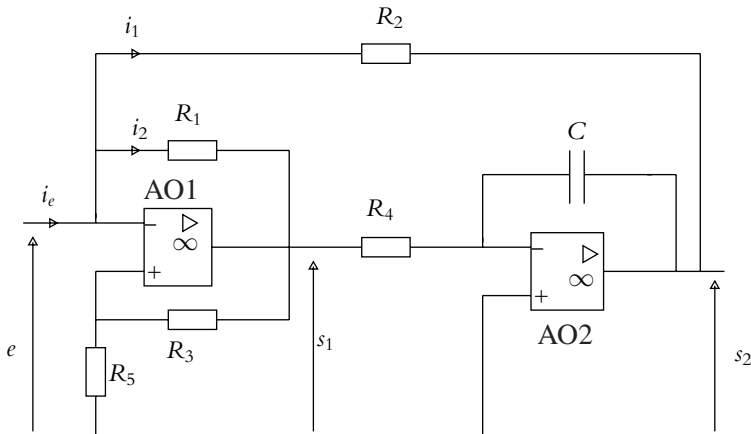 i₁
R₂
i₂
R₁
C
iₑ
AO1
R₄
−
▷
∞
−
▷
∞
+
+
R₃
AO2
e
R₅
s₁
s₂